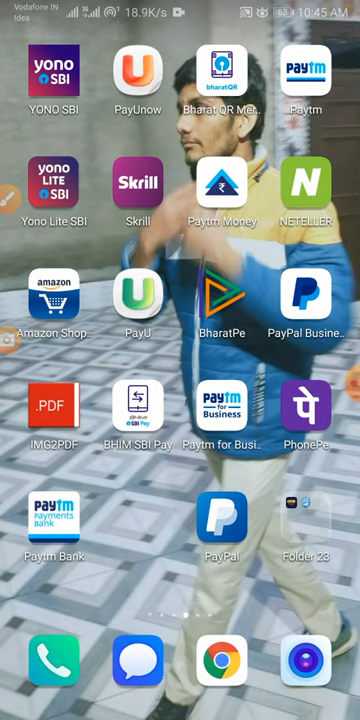 Vodafone IN
Idea
18.9K/s
63
10:45 AM
yono
SBI
bharatQR
paytm
YONO SBI
PayUnow
Bharat QR Mer..
Paytm
yono
LITE
SBI
Skrill
₹
N
Yono Lite SBI
Skrill
Paytm Money
NETELLER
amazon
U
Amazon Shop..
PayU
BharatPe
PayPal Busine..
.PDF
SBI Pay
paytm
for
Business
पे
IMG2PDF
BHIM SBI Pay
Paytm for Busi..
PhonePe
paytm
payments
BANK
Paytm Bank
PayPal
Folder 23